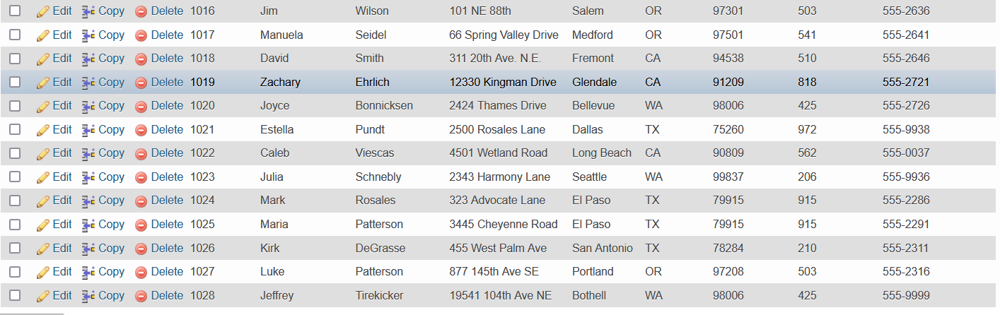 Edit Copy Delete 1016 Jim Wilson 101 NE 88th Salem OR 97301 503 555-2636
Edit Copy Delete 1017 Manuela Seidel 66 Spring Valley Drive Medford OR 97501 541 555-2641
Edit Copy Delete 1018 David Smith 311 20th Ave. N.E. Fremont CA 94538 510 555-2646
Edit Copy Delete 1019 Zachary Ehrlich 12330 Kingman Drive Glendale CA 91209 818 555-2721
Edit Copy Delete 1020 Joyce Bonnicksen 2424 Thames Drive Bellevue WA 98006 425 555-2726
Edit Copy Delete 1021 Estella Pundt 2500 Rosales Lane Dallas TX 75260 972 555-9938
Edit Copy Delete 1022 Caleb Viescas 4501 Wetland Road Long Beach CA 90809 562 555-0037
Edit Copy Delete 1023 Julia Schnebly 2343 Harmony Lane Seattle WA 99837 206 555-9936
Edit Copy Delete 1024 Mark Rosales 323 Advocate Lane El Paso TX 79915 915 555-2286
Edit Copy Delete 1025 Maria Patterson 3445 Cheyenne Road El Paso TX 79915 915 555-2291
Edit Copy Delete 1026 Kirk DeGrasse 455 West Palm Ave San Antonio TX 78284 210 555-2311
Edit Copy Delete 1027 Luke Patterson 877 145th Ave SE Portland OR 97208 503 555-2316
Edit Copy Delete 1028 Jeffrey Tirekicker 19541 104th Ave NE Bothell WA 98006 425 555-9999